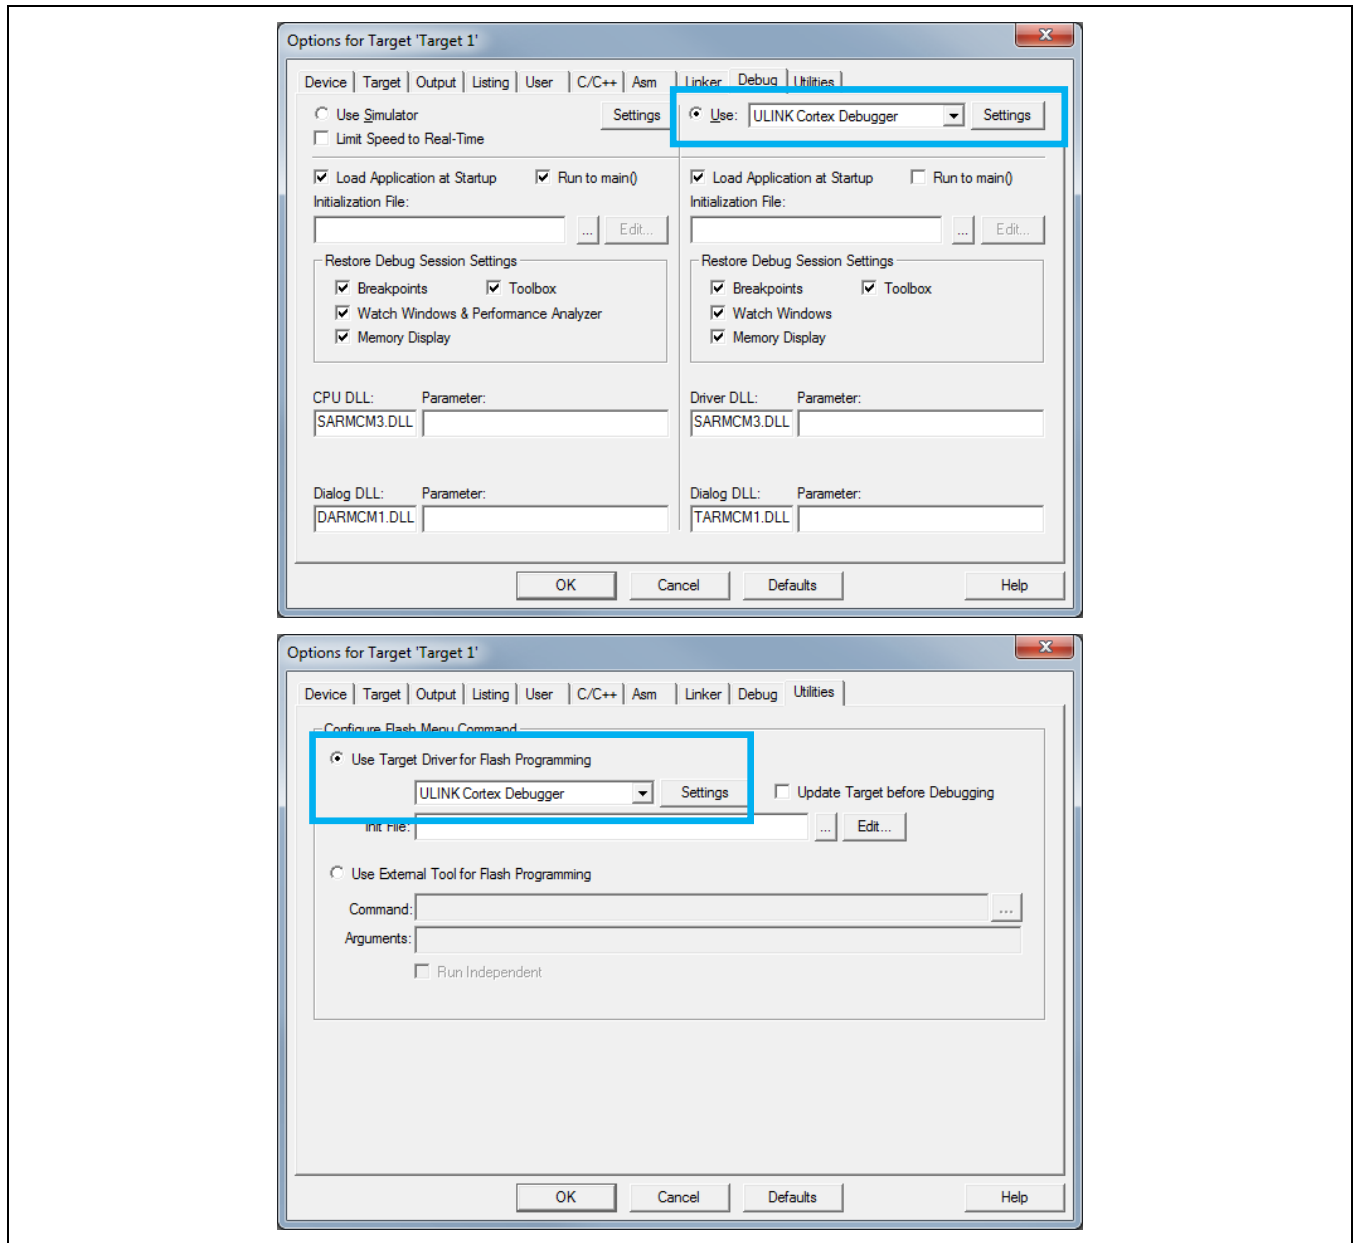 Options for Target 'Target 1'
Device Target Output Listing User C/C++ Asm Linker Debug Utilities
Use Simulator Settings Use: ULINK Cortex Debugger Settings
Limit Speed to Real-Time
Load Application at Startup Run to main() Load Application at Startup Run to main()
Initialization File: Initialization File:
... Edit... ... Edit...
Restore Debug Session Settings Restore Debug Session Settings
Breakpoints Toolbox Breakpoints Toolbox
Watch Windows & Performance Analyzer Watch Windows
Memory Display Memory Display
CPU DLL: Parameter: Driver DLL: Parameter:
SARMCM3.DLL SARMCM3.DLL
Dialog DLL: Parameter: Dialog DLL: Parameter:
DARMCM1.DLL TARMCM1.DLL
OK Cancel Defaults Help
Options for Target 'Target 1'
Device Target Output Listing User C/C++ Asm Linker Debug Utilities
Configure Flash Menu Command
Use Target Driver for Flash Programming
ULINK Cortex Debugger Settings Update Target before Debugging
Init File: ... Edit...
Use External Tool for Flash Programming
Command: ...
Arguments:
Run Independent
OK Cancel Defaults Help